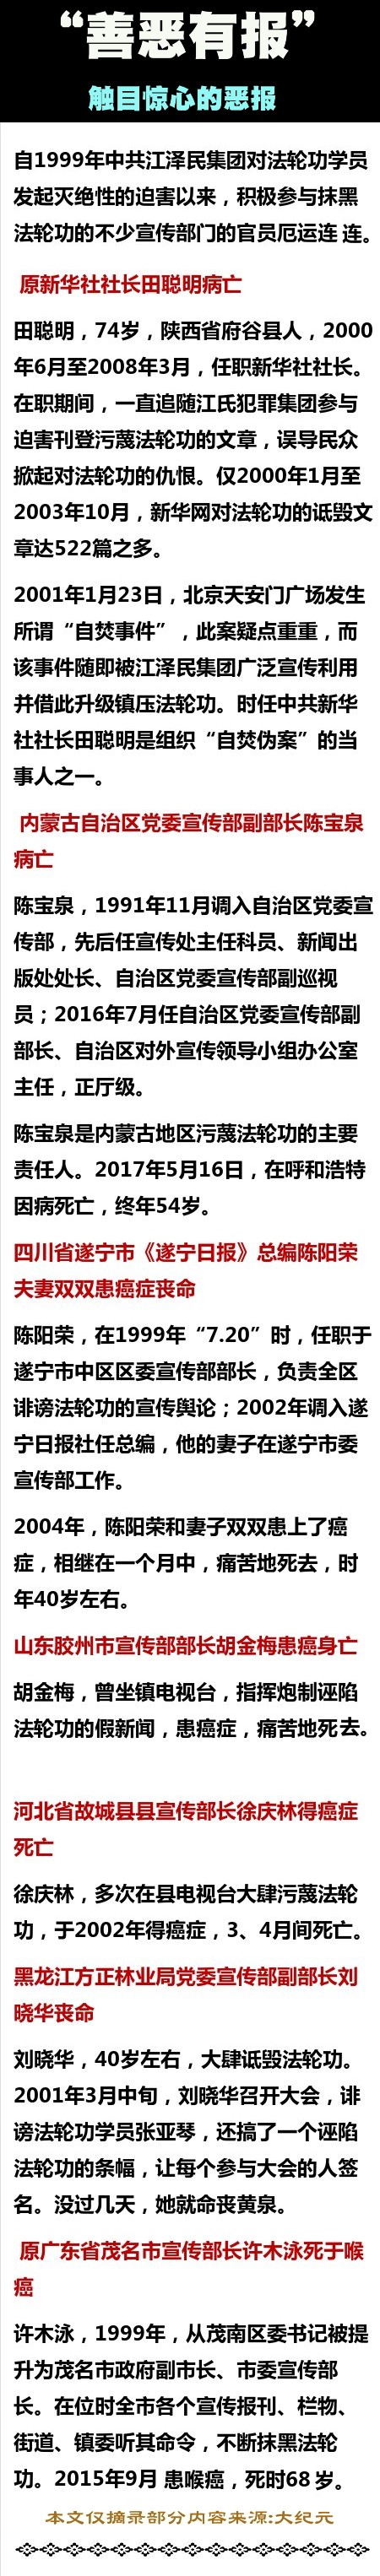 “善恶有报”
触目惊心的恶报
自1999年中共江泽民集团对法轮功学员
发起灭绝性的迫害以来，积极参与抹黑
法轮功的不少宣传部门的官员厄运连 连。
原新华社社长田聪明病亡
田聪明，74岁，陕西省府谷县人，2000
年6月至2008年3月，任职新华社社长。
在职期间，一直追随江氏犯罪集团参与
迫害刊登污蔑法轮功的文章，误导民众
掀起对法轮功的仇恨。仅2000年1月至
2003年10月，新华网对法轮功的诋毁文
章达522篇之多。
2001年1月23日，北京天安门广场发生
所谓“自焚事件”，此案疑点重重，而
该事件随即被江泽民集团广泛宣传利用
并借此升级镇压法轮功。时任中共新华
社社长田聪明是组织“自焚伪案”的当
事人之一。
内蒙古自治区党委宣传部副部长陈宝泉
病亡
陈宝泉，1991年11月调入自治区党委宣
传部，先后任宣传处主任科员、新闻出
版处处长、自治区党委宣传部副巡视
员；2016年7月任自治区党委宣传部副
部长、自治区对外宣传领导小组办公室
主任，正厅级。
陈宝泉是内蒙古地区污蔑法轮功的主要
责任人。2017年5月16日，在呼和浩特
因病死亡，终年54岁。
四川省遂宁市《遂宁日报》总编陈阳荣
夫妻双双患癌症丧命
陈阳荣，在1999年“7.20”时，任职于
遂宁市中区区委宣传部部长，负责全区
诽谤法轮功的宣传舆论；2002年调入遂
宁日报社任总编，他的妻子在遂宁市委
宣传部工作。
2004年，陈阳荣和妻子双双患上了癌
症，相继在一个月中，痛苦地死去，时
年40岁左右。
山东胶州市宣传部部长胡金梅患癌身亡
胡金梅，曾坐镇电视台，指挥炮制诬陷
法轮功的假新闻，患癌症，痛苦地死去。
河北省故城县县宣传部长徐庆林得癌症
死亡
徐庆林，多次在县电视台大肆污蔑法轮
功，于2002年得癌症，3、4月间死亡。
黑龙江方正林业局党委宣传部副部长刘
晓华丧命
刘晓华，40岁左右，大肆诋毁法轮功。
2001年3月中旬，刘晓华召开大会，诽
谤法轮功学员张亚琴，还搞了一个诬陷
法轮功的条幅，让每个参与大会的人签
名。没过几天，她就命丧黄泉。
原广东省茂名市宣传部长许木泳死于喉
癌
许木泳，1999年，从茂南区委书记被提
升为茂名市政府副市长、市委宣传部
长。在位时全市各个宣传报刊、栏物、
街道、镇委听其命令，不断抹黑法轮
功。2015年9月 患喉癌，死时68 岁。
本文仅摘录部分内容来源:大纪元